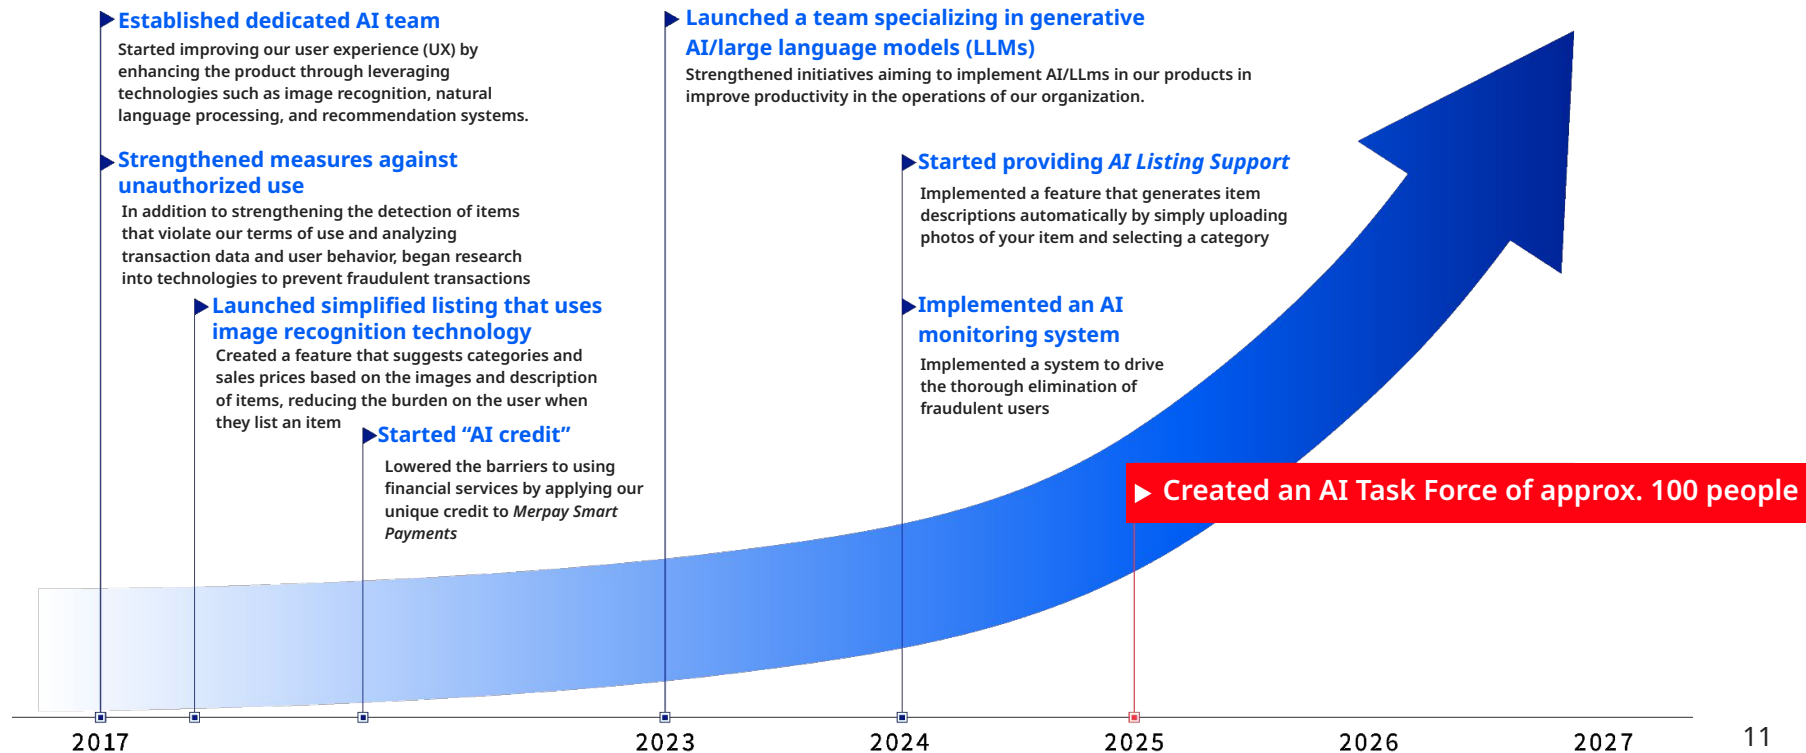 Established dedicated AI team
Started improving our user experience (UX) by
enhancing the product through leveraging
technologies such as image recognition, natural
language processing, and recommendation systems.
Strengthened measures against
unauthorized use
In addition to strengthening the detection of items
that violate our terms of use and analyzing
transaction data and user behavior, began research
into technologies to prevent fraudulent transactions
Launched simplified listing that uses
image recognition technology
Created a feature that suggests categories and
sales prices based on the images and description
of items, reducing the burden on the user when
they list an item
Started “AI credit”
Lowered the barriers to using
financial services by applying our
unique credit to Merpay Smart
Payments
Launched a team specializing in generative
AI/large language models (LLMs)
Strengthened initiatives aiming to implement AI/LLms in our products in
improve productivity in the operations of our organization.
Started providing AI Listing Support
Implemented a feature that generates item
descriptions automatically by simply uploading
photos of your item and selecting a category
Implemented an AI
monitoring system
Implemented a system to drive
the thorough elimination of
fraudulent users
Created an AI Task Force of approx. 100 people
2017
2023
2024
2025
2026
2027
11